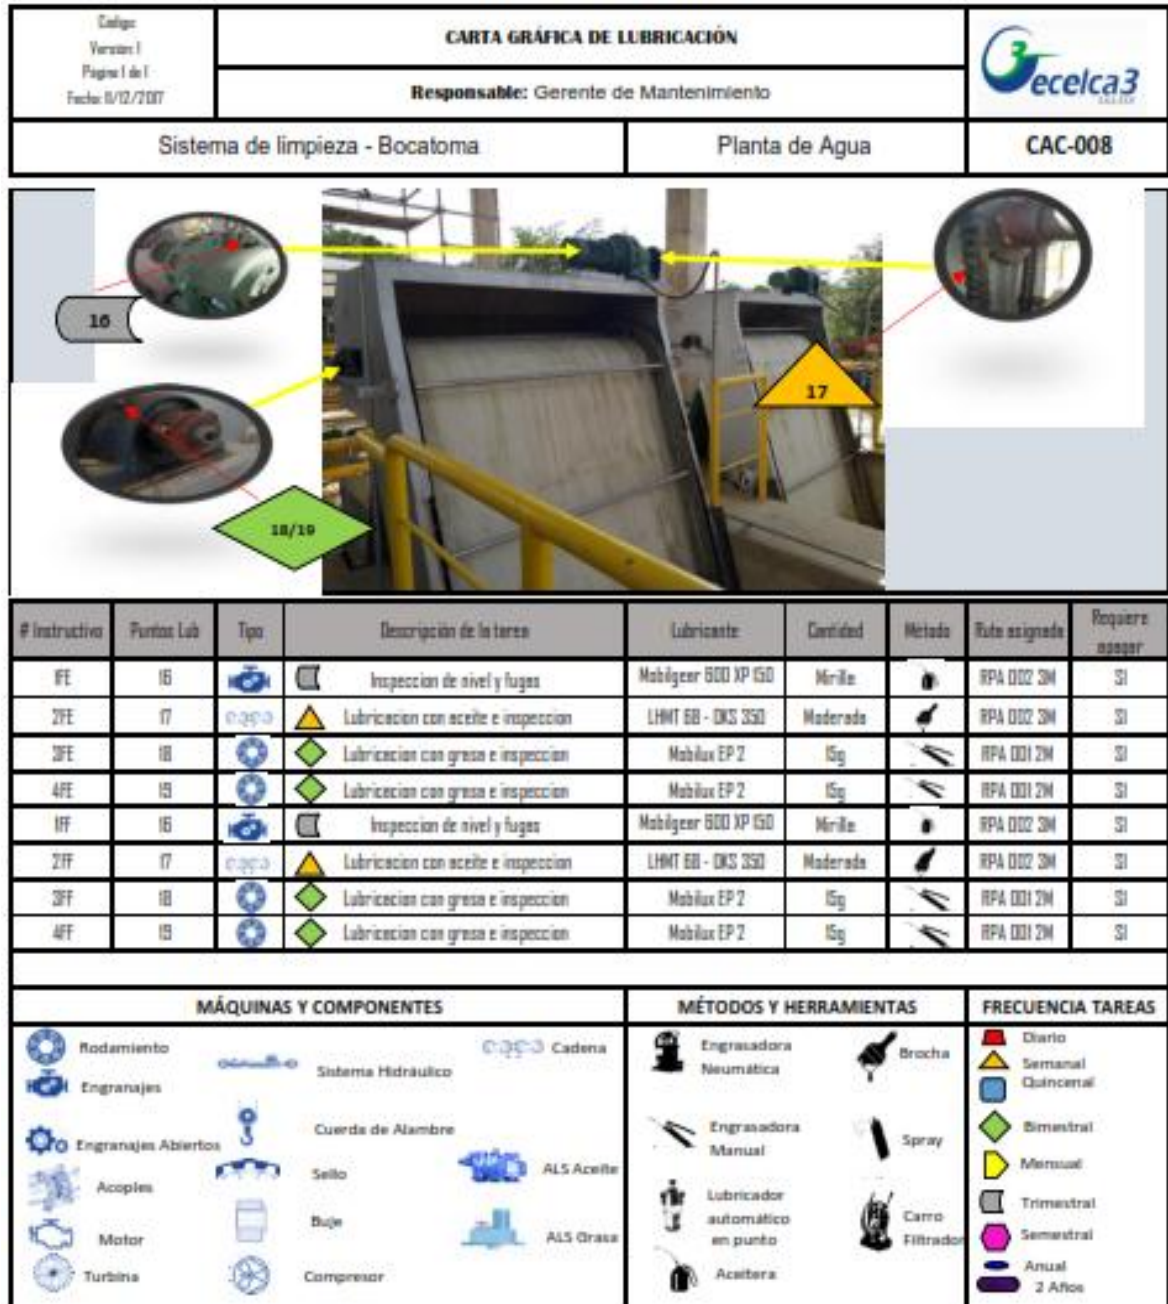 Código:
Versión: 1
Página 1 de 1
Fecha: 11/12/2017
CARTA GRÁFICA DE LUBRICACIÓN
Responsable: Gerente de Mantenimiento
Gecelca3
Sistema de limpieza - Bocatoma
Planta de Agua
CAC-008
16
17
18/19
# Instructivo Puntos Lub Tipo Descripción de la tarea Lubricante Cantidad Método Ruta asignada Requiere apagar
1FE 16 Inspeccion de nivel y fugas Mobilgear 600 XP 150 Mirilla RPA 002 3M SI
2FE 17 Lubricacion con aceite e inspeccion LHMT 68 - OKS 350 Moderada RPA 002 3M SI
3FE 18 Lubricacion con grasa e inspeccion Mobilux EP 2 15g RPA 001 2M SI
4FE 19 Lubricacion con grasa e inspeccion Mobilux EP 2 15g RPA 001 2M SI
1FF 16 Inspeccion de nivel y fugas Mobilgear 600 XP 150 Mirilla RPA 002 3M SI
2FF 17 Lubricacion con aceite e inspeccion LHMT 68 - OKS 350 Moderada RPA 002 3M SI
3FF 18 Lubricacion con grasa e inspeccion Mobilux EP 2 15g RPA 001 2M SI
4FF 19 Lubricacion con grasa e inspeccion Mobilux EP 2 15g RPA 001 2M SI
MÁQUINAS Y COMPONENTES
Rodamiento
Engranajes
Engranajes Abiertos
Acoples
Motor
Turbina
Sistema Hidráulico
Cuerda de Alambre
Sello
Buje
Compresor
Cadena
ALS Aceite
ALS Grasa
MÉTODOS Y HERRAMIENTAS
Engrasadora
Neumática
Engrasadora
Manual
Lubricador
automático
en punto
Aceitera
Brocha
Spray
Carro
Filtrador
FRECUENCIA TAREAS
Diario
Semanal
Quincenal
Bimestral
Mensual
Trimestral
Semestral
Anual
2 Años